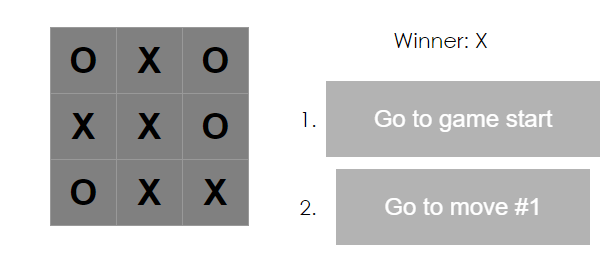 O X O
X X O
O X X
Winner: X
1. Go to game start
2. Go to move #1